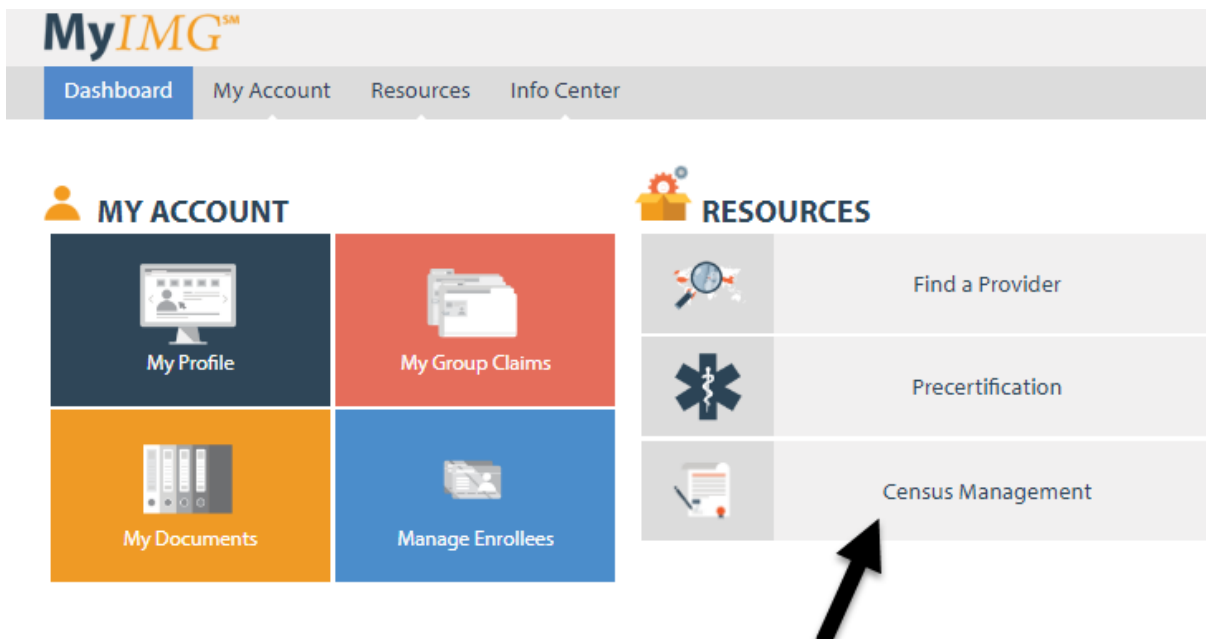 MyIMG℠
Dashboard My Account Resources Info Center
MY ACCOUNT
My Profile
My Group Claims
My Documents
Manage Enrollees
RESOURCES
Find a Provider
Precertification
Census Management